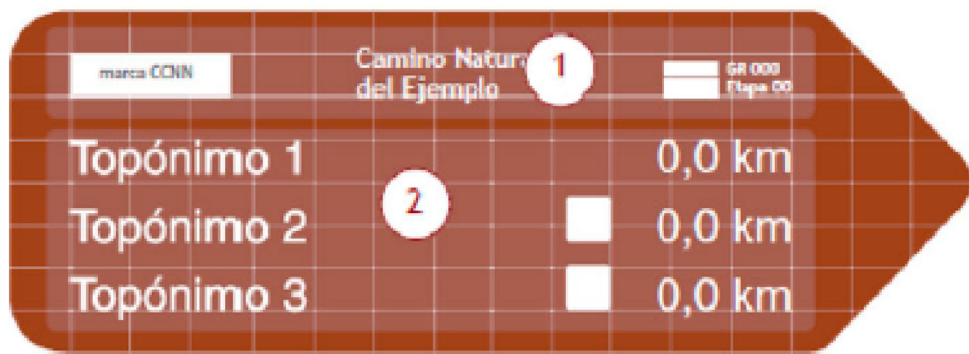 marca CCNN
Camino Natur
del Ejemplo
1
GR 000
Etapa 00
Topónimo 1 0,0 km
2
Topónimo 2 0,0 km
Topónimo 3 0,0 km